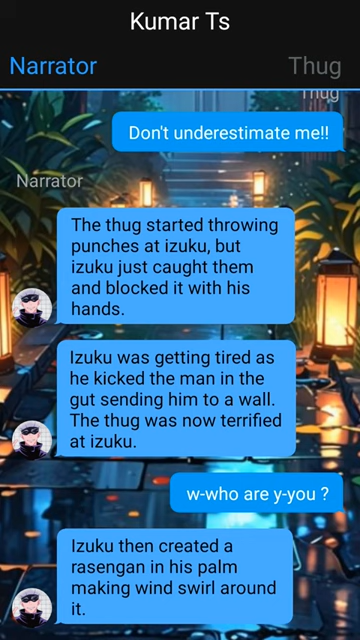 Kumar Ts
Narrator
Thug
Thug
Don't underestimate me!!
Narrator
The thug started throwing
punches at izuku, but
izuku just caught them
and blocked it with his
hands.
Izuku was getting tired as
he kicked the man in the
gut sending him to a wall.
The thug was now terrified
at izuku.
w-who are y-you ?
Izuku then created a
rasengan in his palm
making wind swirl around
it.